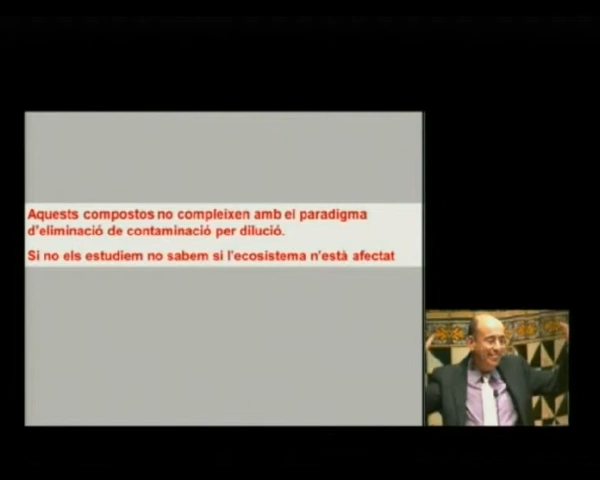 Aquests compostos no compleixen amb el paradigma
d'eliminació de contaminació per dilució.
Si no els estudiem no sabem si l'ecosistema n'està afectat